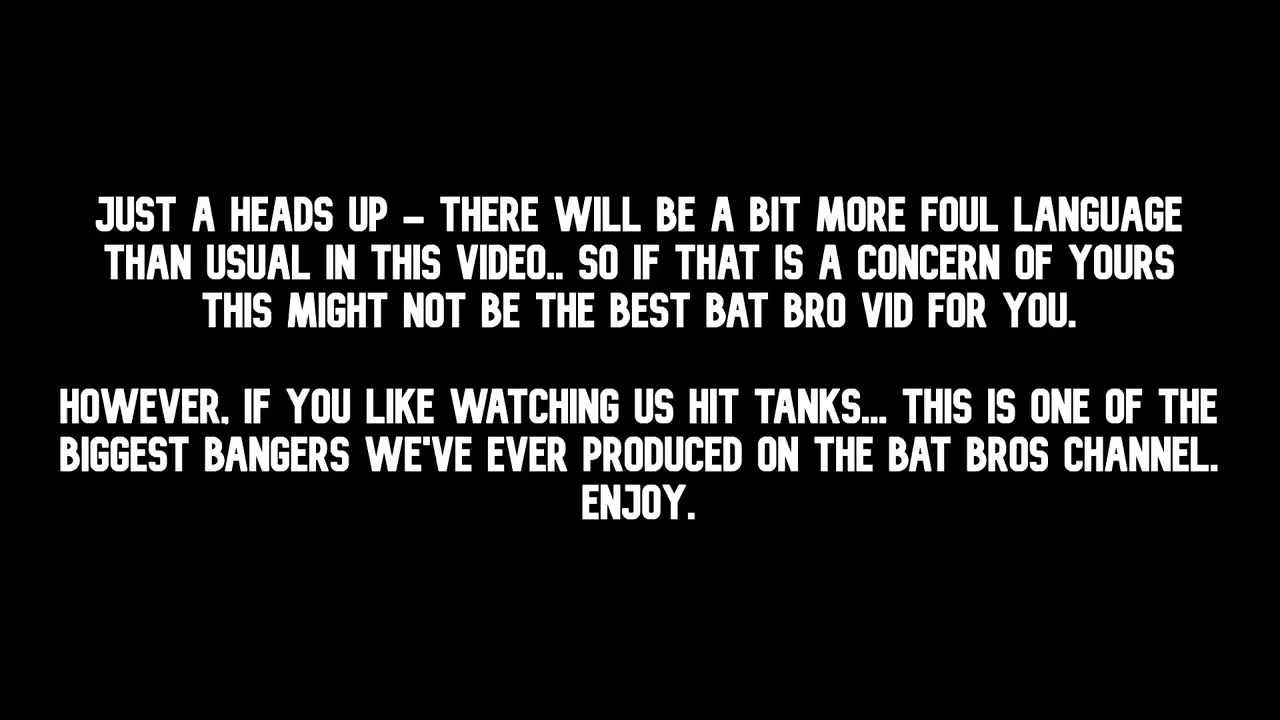 JUST A HEADS UP – THERE WILL BE A BIT MORE FOUL LANGUAGE
THAN USUAL IN THIS VIDEO.. SO IF THAT IS A CONCERN OF YOURS
THIS MIGHT NOT BE THE BEST BAT BRO VID FOR YOU.
HOWEVER, IF YOU LIKE WATCHING US HIT TANKS... THIS IS ONE OF THE
BIGGEST BANGERS WE'VE EVER PRODUCED ON THE BAT BROS CHANNEL.
ENJOY.